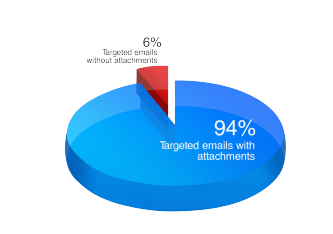 6%
Targeted emails
without attachments
94%
Targeted emails with
attachments